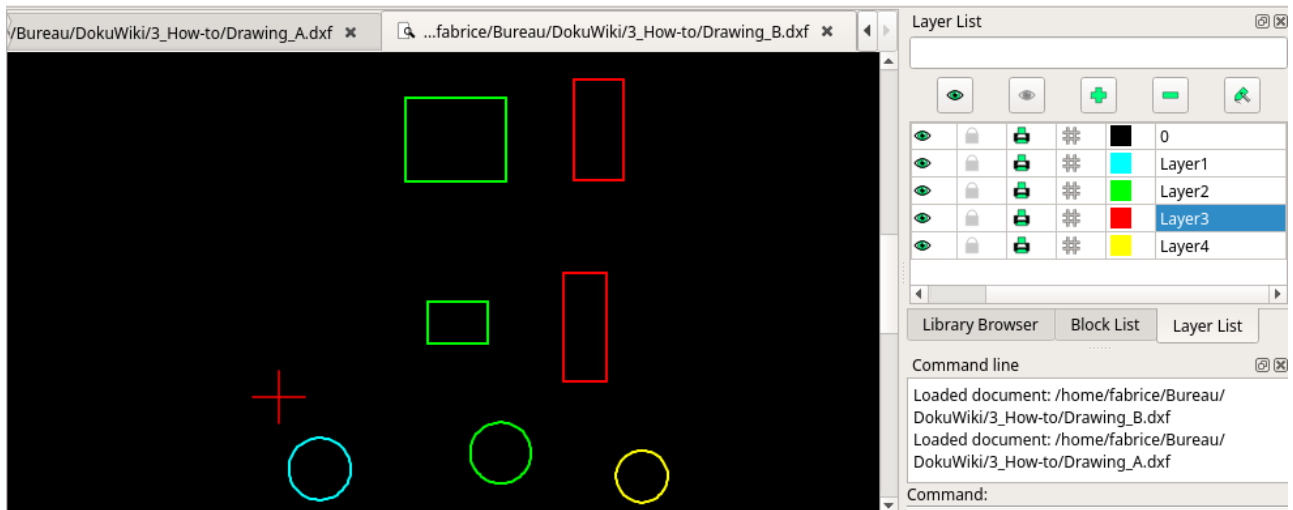 /Bureau/DokuWiki/3_How-to/Drawing_A.dxf
...fabrice/Bureau/DokuWiki/3_How-to/Drawing_B.dxf
Layer List
0
Layer1
Layer2
Layer3
Layer4
Library Browser
Block List
Layer List
Command line
Loaded document: /home/fabrice/Bureau/
DokuWiki/3_How-to/Drawing_B.dxf
Loaded document: /home/fabrice/Bureau/
DokuWiki/3_How-to/Drawing_A.dxf
Command: